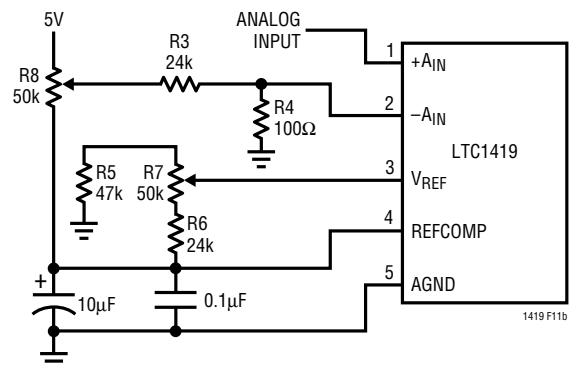 5V
ANALOG
INPUT
R8
50k
R3
24k
R4
100Ω
R5
47k
R7
50k
R6
24k
+
10µF
0.1µF
1
+AIN
2
–AIN
LTC1419
3
VREF
4
REFCOMP
5
AGND
1419 F11b